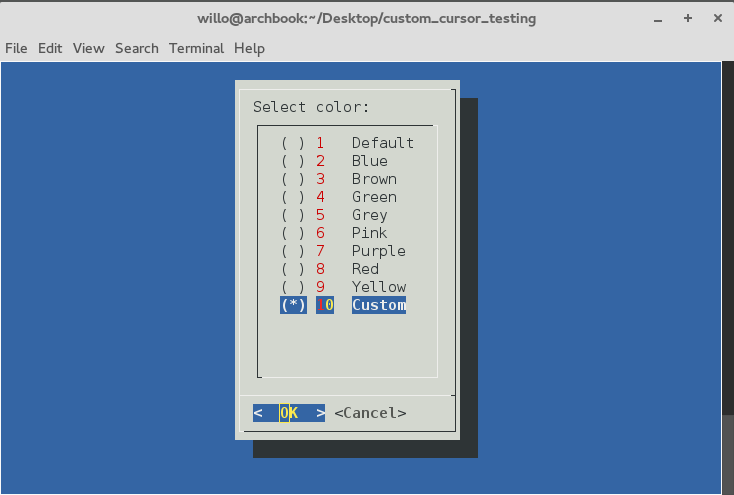 willo@archbook:~/Desktop/custom_cursor_testing
File Edit View Search Terminal Help
Select color:
( ) 1 Default
( ) 2 Blue
( ) 3 Brown
( ) 4 Green
( ) 5 Grey
( ) 6 Pink
( ) 7 Purple
( ) 8 Red
( ) 9 Yellow
(*) 10 Custom
< OK > <Cancel>